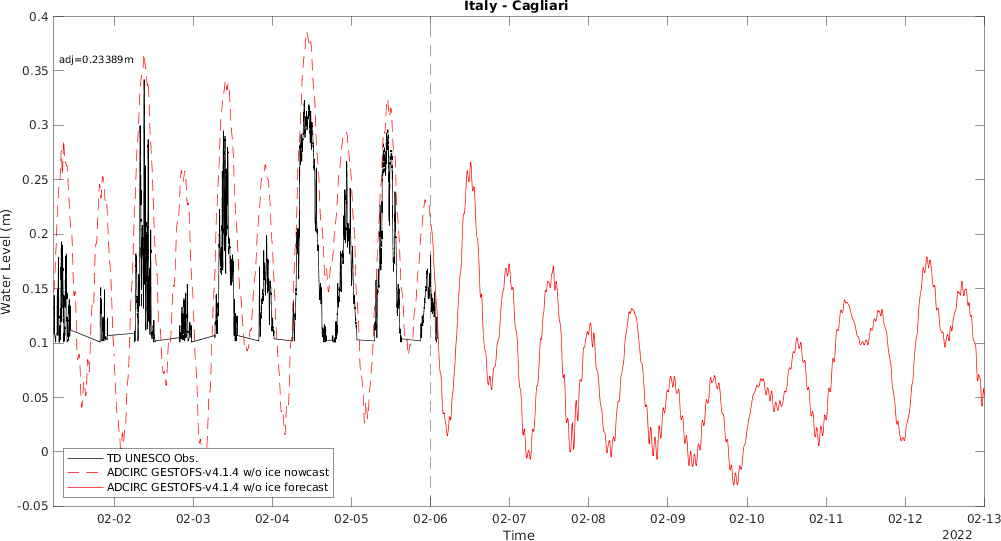 Italy - Cagliari
0.4
0.35
0.3
0.25
0.2
0.15
0.1
0.05
0
-0.05
Water Level (m)
adj=0.23389m
TD UNESCO Obs.
ADCIRC GESTOFS-v4.1.4 w/o ice nowcast
ADCIRC GESTOFS-v4.1.4 w/o ice forecast
02-02 02-03 02-04 02-05 02-06 02-07 02-08 02-09 02-10 02-11 02-12 02-13
Time
2022